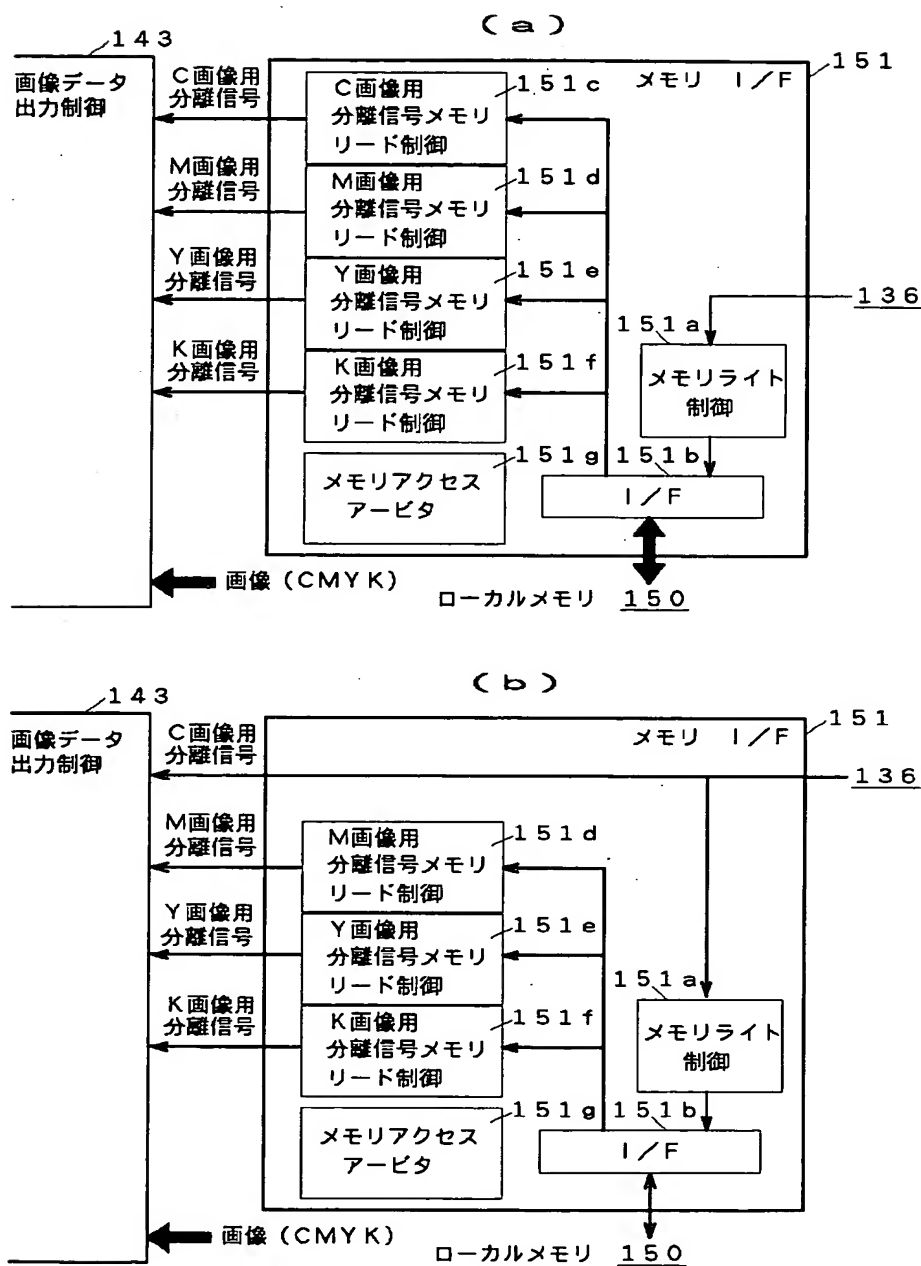 (a)
143
画像データ
出力制御
C画像用
分離信号
M画像用
分離信号
Y画像用
分離信号
K画像用
分離信号
メモリ I/F
151
C画像用
分離信号メモリ
リード制御
151c
M画像用
分離信号メモリ
リード制御
151d
Y画像用
分離信号メモリ
リード制御
151e
K画像用
分離信号メモリ
リード制御
151f
136
151a
メモリライト
制御
メモリアクセス
アービタ
151g
151b
I/F
画像(CMYK)
ローカルメモリ 150
(b)
143
画像データ
出力制御
C画像用
分離信号
M画像用
分離信号
Y画像用
分離信号
K画像用
分離信号
メモリ I/F
151
136
M画像用
分離信号メモリ
リード制御
151d
Y画像用
分離信号メモリ
リード制御
151e
K画像用
分離信号メモリ
リード制御
151f
151a
メモリライト
制御
メモリアクセス
アービタ
151g
151b
I/F
画像(CMYK)
ローカルメモリ 150